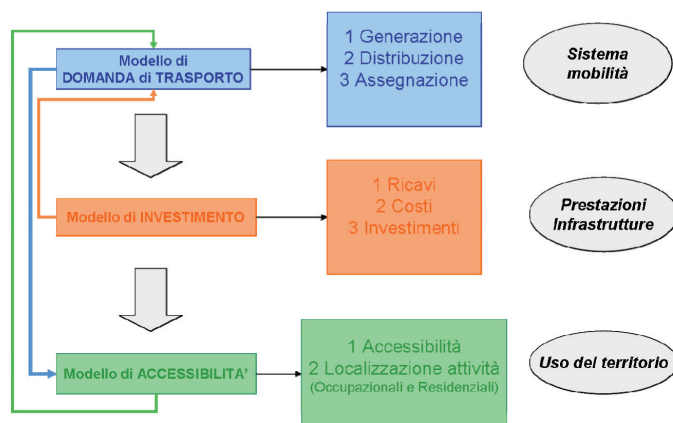 Modello di
DOMANDA di TRASPORTO
1 Generazione
2 Distribuzione
3 Assegnazione
Sistema
mobilità
Modello di INVESTIMENTO
1 Ricavi
2 Costi
3 Investimenti
Prestazioni
Infrastrutture
Modello di ACCESSIBILITA'
1 Accessibilità
2 Localizzazione attività
(Occupazionali e Residenziali)
Uso del territorio